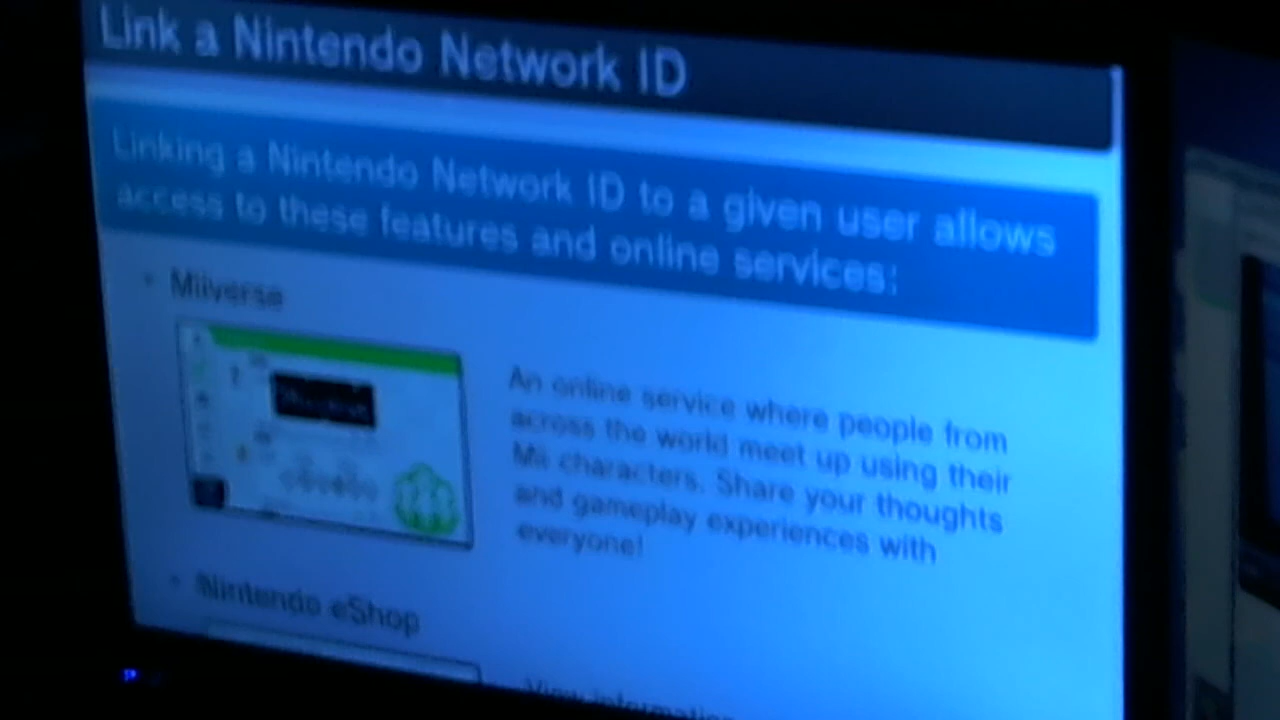 Link a Nintendo Network ID
Linking a Nintendo Network ID to a given user allows
access to these features and online services:
Miiverse
An online service where people from
across the world meet up using their
Mii characters. Share your thoughts
and gameplay experiences with
everyone!
Nintendo eShop
View information